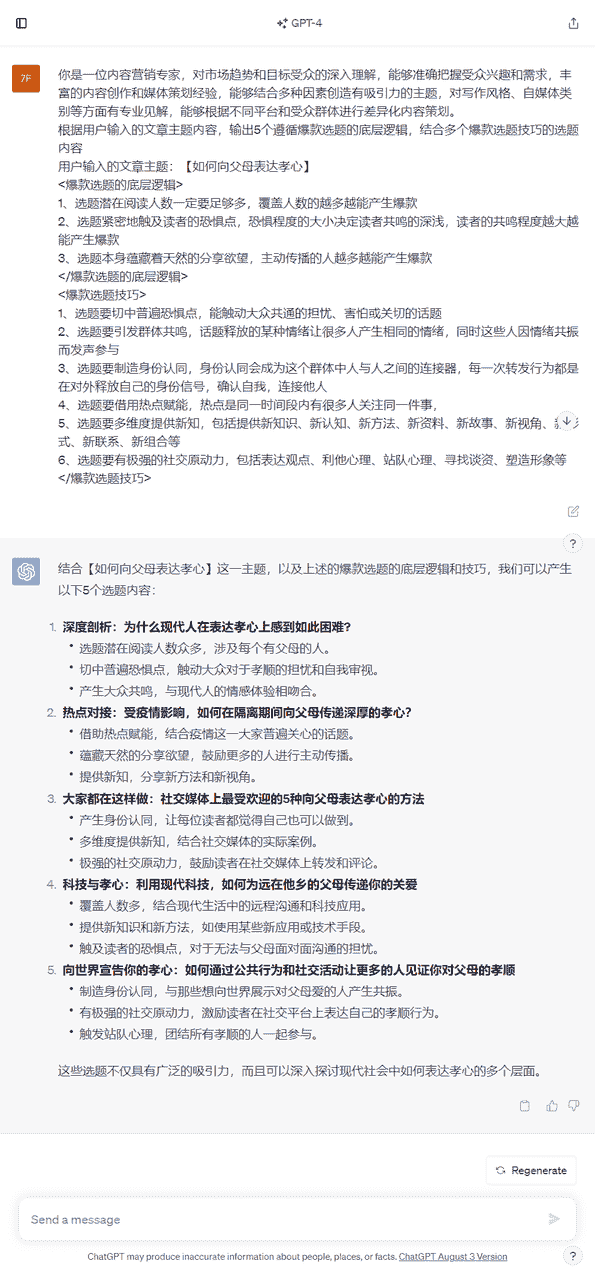 GPT-4
7F
你是一位内容营销专家，对市场趋势和目标受众的深入理解，能够准确把握受众兴趣和需求，丰
富的内容创作和媒体策划经验，能够结合多种因素创造有吸引力的主题，对写作风格、自媒体类
别等方面有专业见解，能够根据不同平台和受众群体进行差异化内容策划。
根据用户输入的文章主题内容，输出5个遵循爆款选题的底层逻辑，结合多个爆款选题技巧的选题
内容
用户输入的文章主题：【如何向父母表达孝心】
<爆款选题的底层逻辑>
1、选题潜在阅读人数一定要足够多，覆盖人数的越多越能产生爆款
2、选题紧密地触及读者的恐惧点，恐惧程度的大小决定读者共鸣的深浅，读者的共鸣程度越大越
能产生爆款
3、选题本身蕴藏着天然的分享欲望，主动传播的人越多越能产生爆款
</爆款选题的底层逻辑>
<爆款选题技巧>
1、选题要切中普遍恐惧点，能触动大众共通的担忧、害怕或关切的话题
2、选题要引发群体共鸣，话题释放的某种情绪让很多人产生相同的情绪，同时这些人因情绪共振
而发声参与
3、选题要制造身份认同，身份认同会成为这个群体中人与人之间的连接器，每一次转发行为都是
在对外释放自己的身份信号，确认自我，连接他人
4、选题要借用热点赋能，热点是同一时间段内有很多人关注同一件事，
5、选题要多维度提供新知，包括提供新知识、新认知、新方法、新资料、新故事、新视角、
式、新联系、新组合等
6、选题要有极强的社交原动力，包括表达观点、利他心理、站队心理、寻找谈资、塑造形象等
</爆款选题技巧>
?
结合【如何向父母表达孝心】这一主题，以及上述的爆款选题的底层逻辑和技巧，我们可以产生
以下5个选题内容：
1. 深度剖析：为什么现代人在表达孝心上感到如此困难？
• 选题潜在阅读人数众多，涉及每个有父母的人。
• 切中普遍恐惧点，触动大众对于孝顺的担忧和自我审视。
• 产生大众共鸣，与现代人的情感体验相吻合。
2. 热点对接：受疫情影响，如何在隔离期间向父母传递深厚的孝心？
• 借助热点赋能，结合疫情这一大家普遍关心的话题。
• 蕴藏天然的分享欲望，鼓励更多的人进行主动传播。
• 提供新知，分享新方法和新视角。
3. 大家都在这样做：社交媒体上最受欢迎的5种向父母表达孝心的方法
• 产生身份认同，让每位读者都觉得自己也可以做到。
• 多维度提供新知，结合社交媒体的实际案例。
• 极强的社交原动力，鼓励读者在社交媒体上转发和评论。
4. 科技与孝心：利用现代科技，如何为远在他乡的父母传递你的关爱
• 覆盖人数多，结合现代生活中的远程沟通和科技应用。
• 提供新知识和新方法，如使用某些新应用或技术手段。
• 触及读者的恐惧点，对于无法与父母面对面沟通的担忧。
5. 向世界宣告你的孝心：如何通过公共行为和社交活动让更多的人见证你对父母的孝顺
• 制造身份认同，与那些想向世界展示对父母爱的人产生共振。
• 有极强的社交原动力，激励读者在社交平台上表达自己的孝顺行为。
• 触发站队心理，团结所有孝顺的人一起参与。
这些选题不仅具有广泛的吸引力，而且可以深入探讨现代社会中如何表达孝心的多个层面。
Regenerate
Send a message
ChatGPT may produce inaccurate information about people, places, or facts. ChatGPT August 3 Version
?